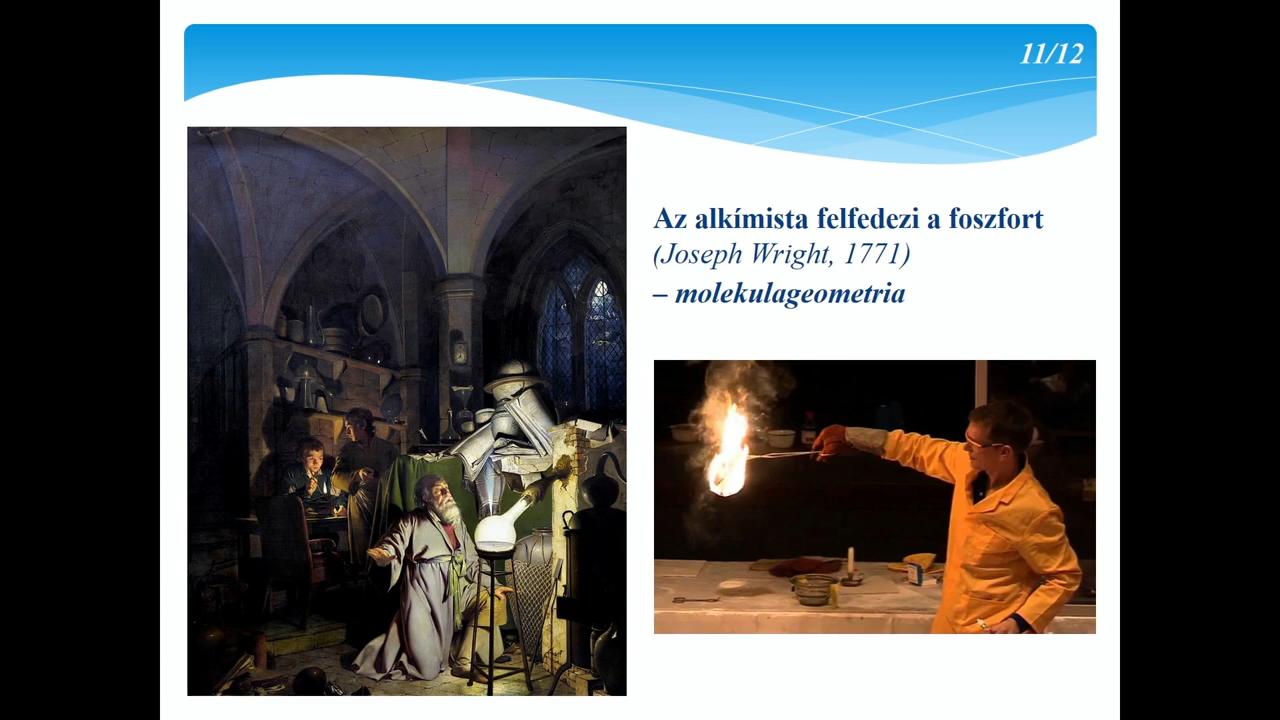 11/12
Az alkímista felfedezi a foszfort
(Joseph Wright, 1771)
– molekulageometria